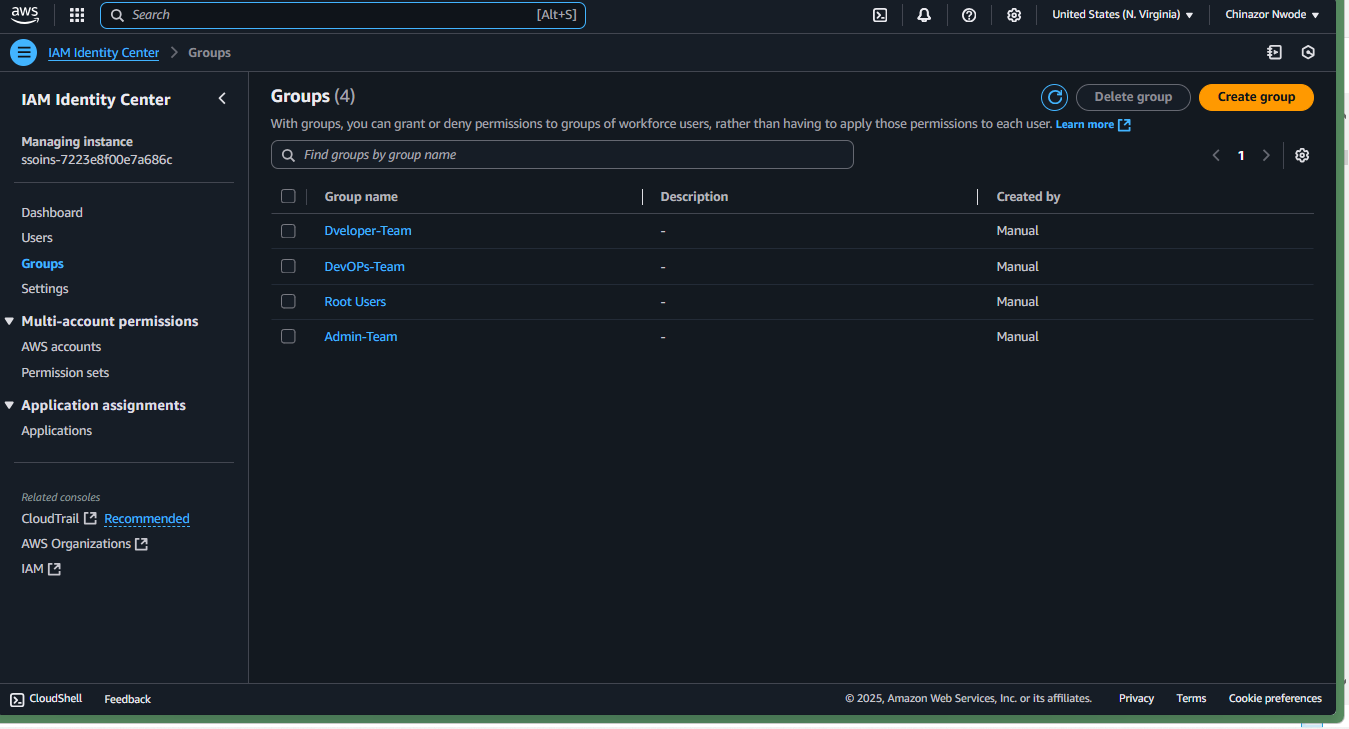 aws
Search [Alt+S]
United States (N. Virginia)
Chinazor Nwode
IAM Identity Center > Groups
IAM Identity Center
Managing instance
ssoins-7223e8f00e7a686c
Dashboard
Users
Groups
Settings
Multi-account permissions
AWS accounts
Permission sets
Application assignments
Applications
Related consoles
CloudTrail Recommended
AWS Organizations
IAM
Groups (4)
Delete group
Create group
With groups, you can grant or deny permissions to groups of workforce users, rather than having to apply those permissions to each user. Learn more
Find groups by group name
1
Group name Description Created by
Dveloper-Team - Manual
DevOPs-Team - Manual
Root Users - Manual
Admin-Team - Manual
CloudShell Feedback © 2025, Amazon Web Services, Inc. or its affiliates. Privacy Terms Cookie preferences